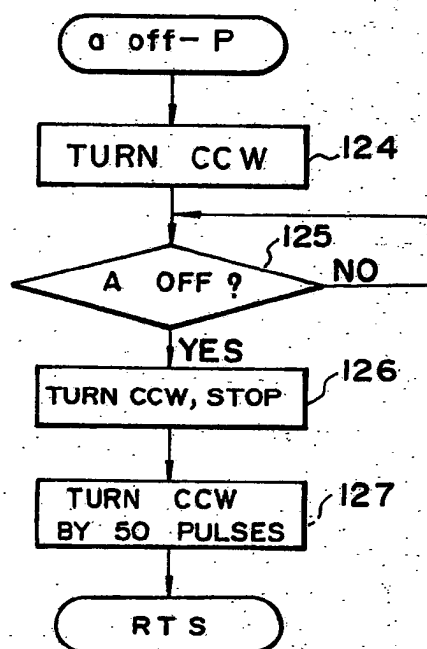 a off-P
TURN CCW
124
125
A OFF?
NO
YES
TURN CCW, STOP
126
TURN CCW
BY 50 PULSES
127
RTS